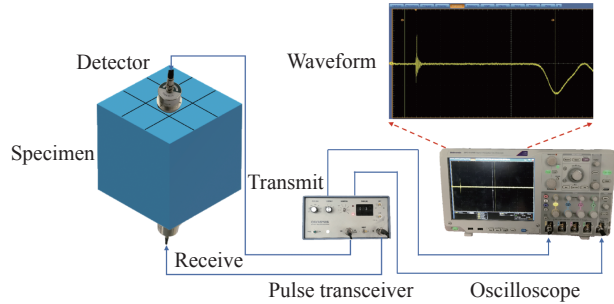 Waveform
Detector
Specimen
Transmit
Receive
Pulse transceiver
Oscilloscope